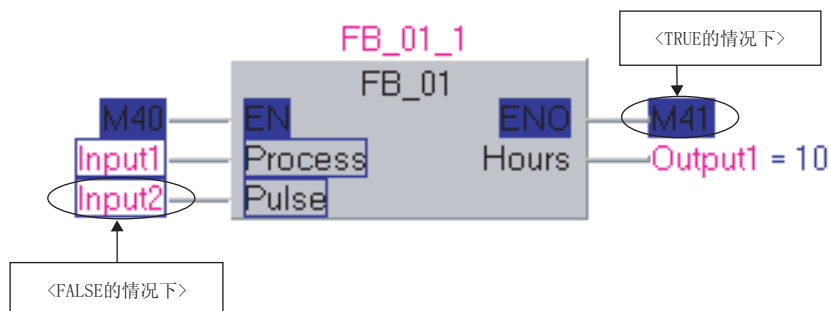 <TRUE的情况下>
FB_01_1
FB_01
M40 EN ENO M41
Input1 Process Hours Output1 = 10
Input2 Pulse
<FALSE的情况下>